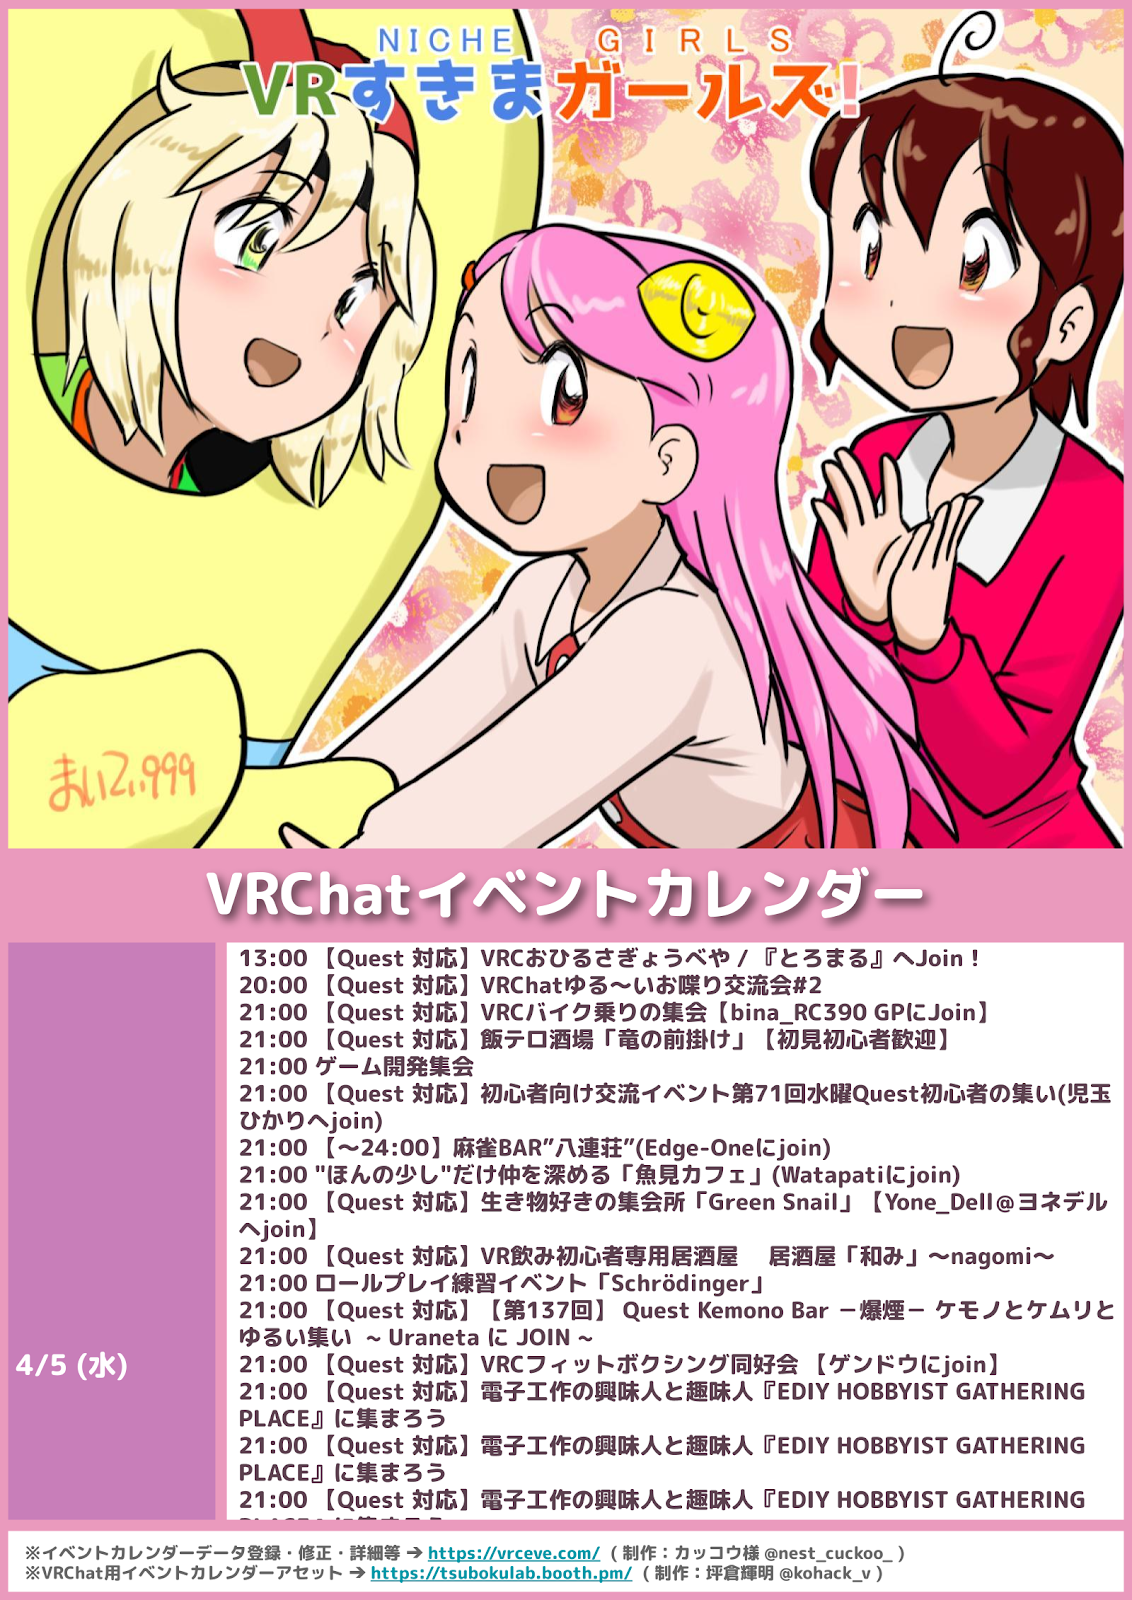 NICHE GIRLS
VRすきまガールズ!
まいてぃ999
VRChatイベントカレンダー
4/5 (水)
13:00 【Quest 対応】VRCおひるさぎょうべや / 『とろまる』へJoin！
20:00 【Quest 対応】VRChatゆる～いお喋り交流会#2
21:00 【Quest 対応】VRCバイク乗りの集会【bina_RC390 GPにJoin】
21:00 【Quest 対応】飯テロ酒場「竜の前掛け」【初見初心者歓迎】
21:00 ゲーム開発集会
21:00 【Quest 対応】初心者向け交流イベント第71回水曜Quest初心者の集い(児玉
ひかりへjoin)
21:00 【～24:00】麻雀BAR”八連荘”(Edge-Oneにjoin)
21:00 "ほんの少し"だけ仲を深める「魚見カフェ」(Watapatiにjoin)
21:00 【Quest 対応】生き物好きの集会所「Green Snail」【Yone_Dell＠ヨネデル
へjoin】
21:00 【Quest 対応】VR飲み初心者専用居酒屋　居酒屋「和み」～nagomi～
21:00 ロールプレイ練習イベント「Schrödinger」
21:00 【Quest 対応】【第137回】 Quest Kemono Bar －爆煙－ ケモノとケムリと
ゆるい集い ~ Uraneta に JOIN ~
21:00 【Quest 対応】VRCフィットボクシング同好会 【ゲンドウにjoin】
21:00 【Quest 対応】電子工作の興味人と趣味人『EDIY HOBBYIST GATHERING
PLACE』に集まろう
21:00 【Quest 対応】電子工作の興味人と趣味人『EDIY HOBBYIST GATHERING
PLACE』に集まろう
21:00 【Quest 対応】電子工作の興味人と趣味人『EDIY HOBBYIST GATHERING
※イベントカレンダーデータ登録・修正・詳細等 ➔ https://vrceve.com/ ( 制作：カッコウ様 @nest_cuckoo_ )
※VRChat用イベントカレンダーアセット ➔ https://tsubokulab.booth.pm/ ( 制作：坪倉輝明 @kohack_v )